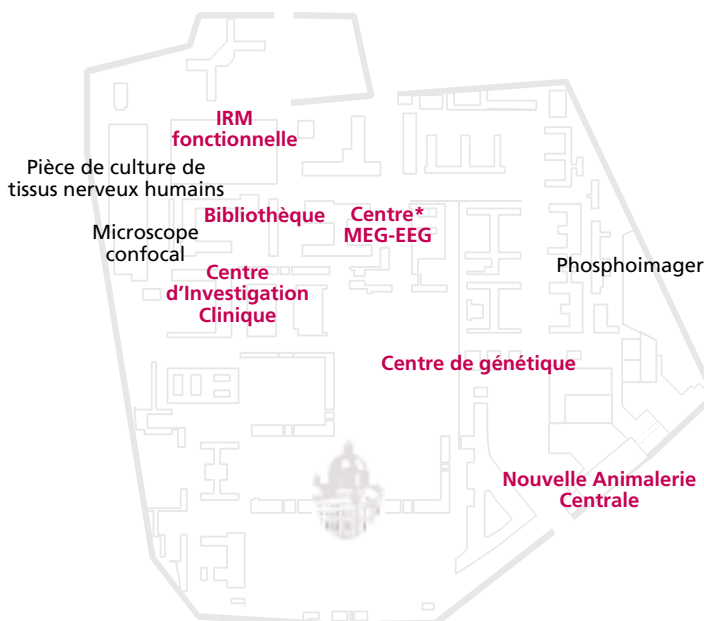 IRM
fonctionnelle
Pièce de culture de
tissus nerveux humains
Bibliothèque
Centre*
MEG-EEG
Microscope
confocal
Centre
d'Investigation
Clinique
Phosphoimager
Centre de génétique
Nouvelle Animalerie
Centrale